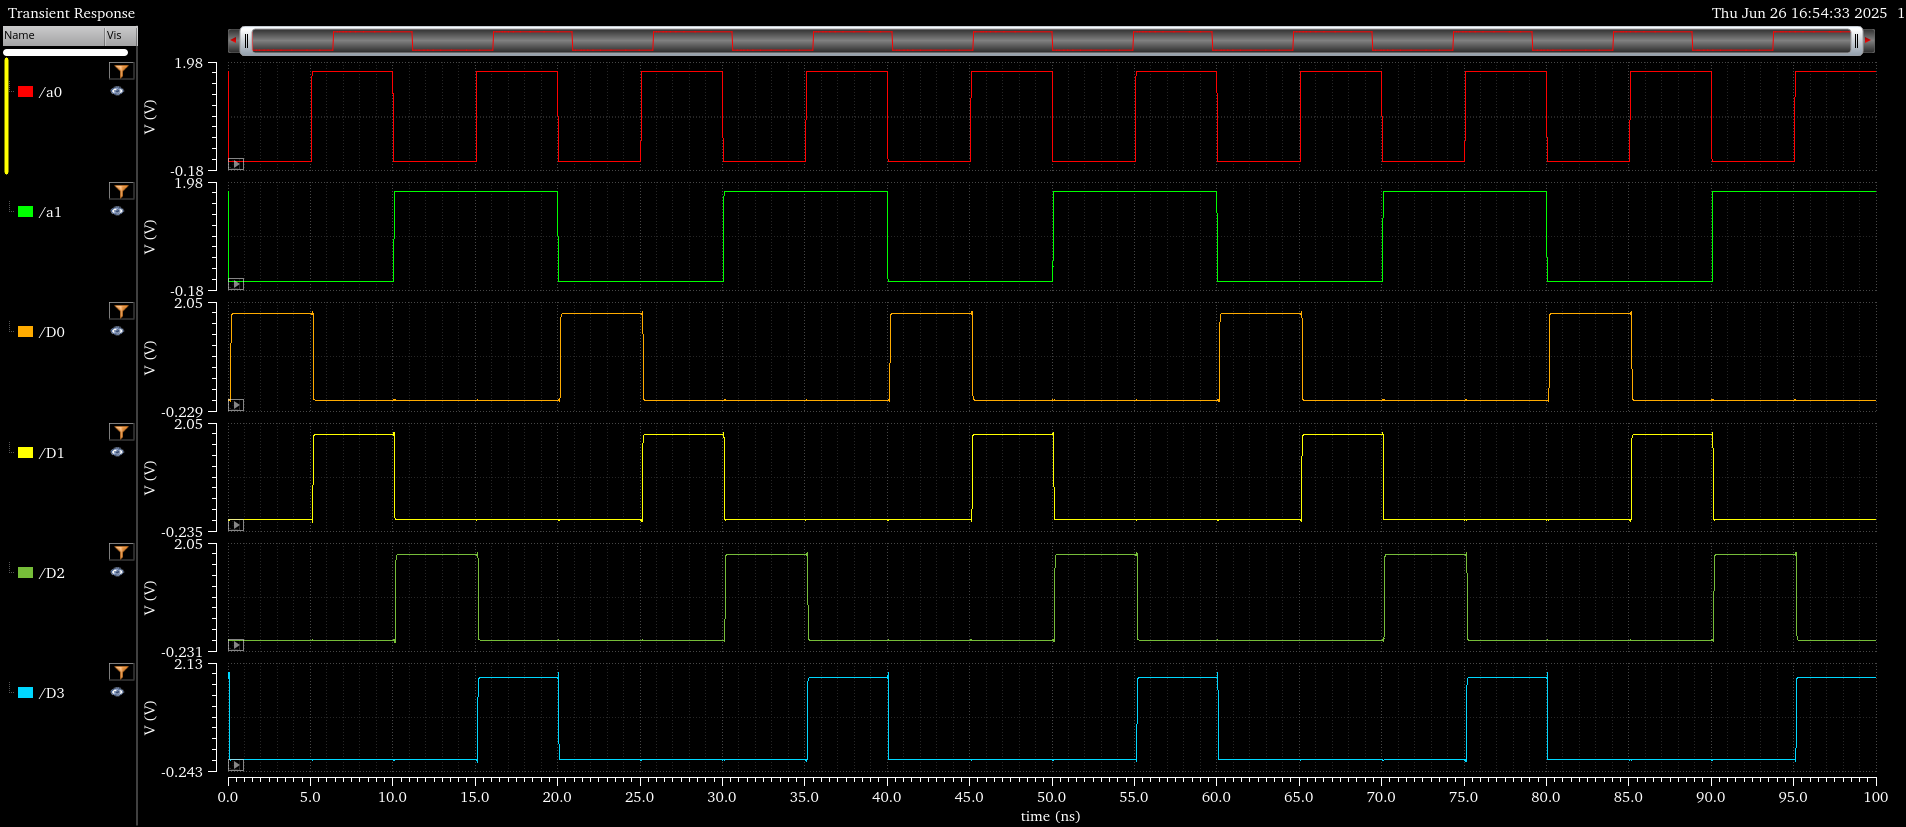 Transient Response
Thu Jun 26 16:54:33 2025 1
Name Vis
/a0
1.98
V (V)
-0.18
/a1
1.98
V (V)
-0.18
/D0
2.05
V (V)
-0.229
/D1
2.05
V (V)
-0.235
/D2
2.05
V (V)
-0.231
/D3
2.13
V (V)
-0.243
0.0 5.0 10.0 15.0 20.0 25.0 30.0 35.0 40.0 45.0 50.0 55.0 60.0 65.0 70.0 75.0 80.0 85.0 90.0 95.0 100
time (ns)